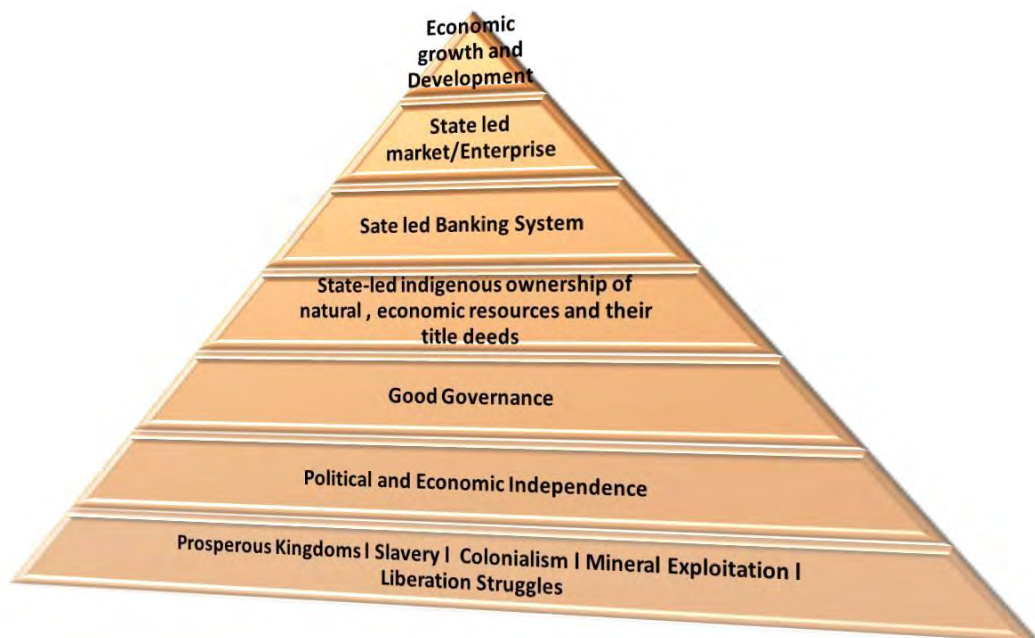 Economic
growth and
Development
State led
market/Enterprise
Sate led Banking System
State-led indigenous ownership of
natural , economic resources and their
title deeds
Good Governance
Political and Economic Independence
Prosperous Kingdoms l Slavery l Colonialism l Mineral Exploitation l
Liberation Struggles